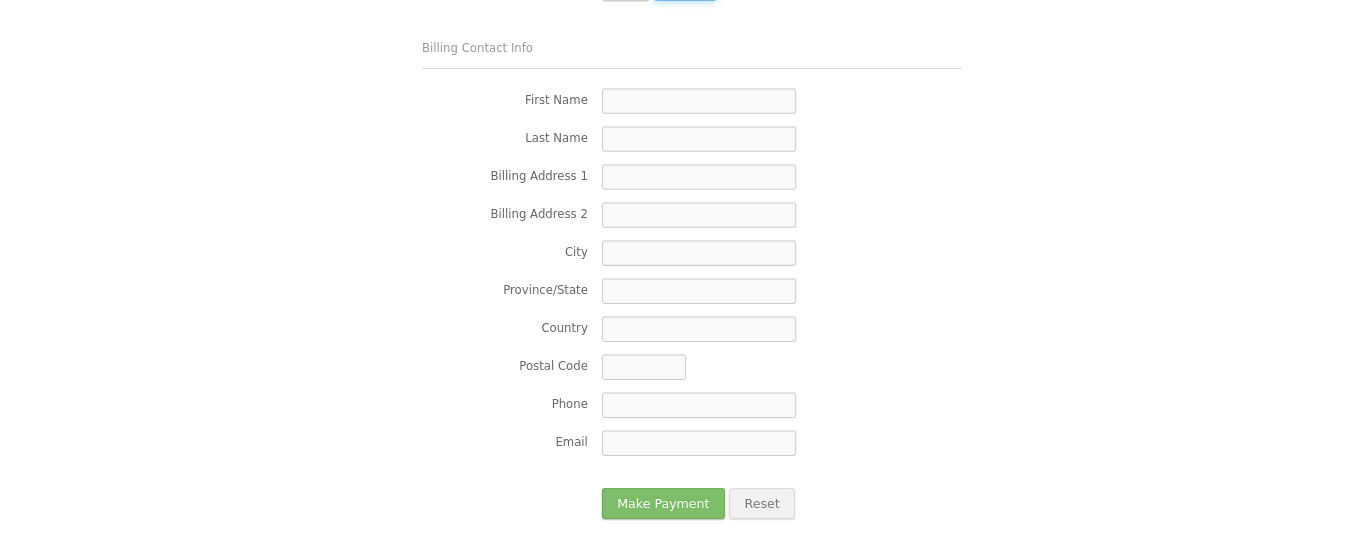 Billing Contact Info
First Name
Last Name
Billing Address 1
Billing Address 2
City
Province/State
Country
Postal Code
Phone
Email
Make Payment
Reset